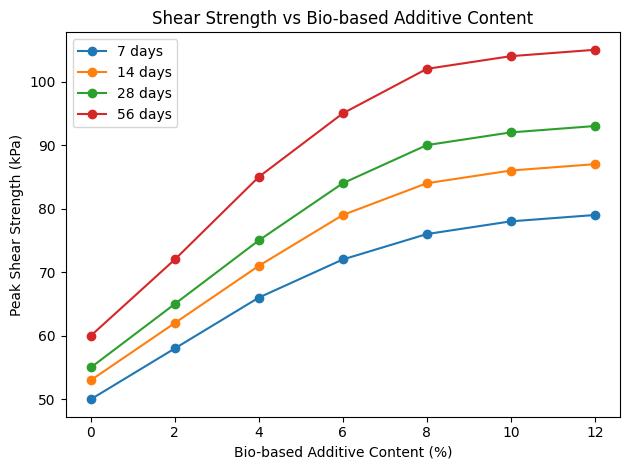 Shear Strength vs Bio-based Additive Content
7 days
14 days
28 days
56 days
Peak Shear Strength (kPa)
100
90
80
70
60
50
0 2 4 6 8 10 12
Bio-based Additive Content (%)